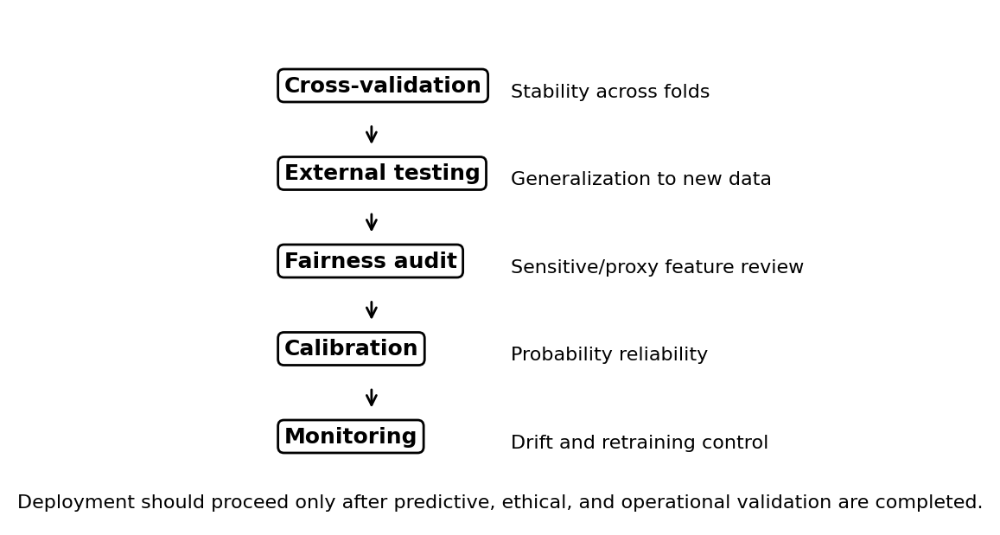 Cross-validation
Stability across folds
External testing
Generalization to new data
Fairness audit
Sensitive/proxy feature review
Calibration
Probability reliability
Monitoring
Drift and retraining control
Deployment should proceed only after predictive, ethical, and operational validation are completed.